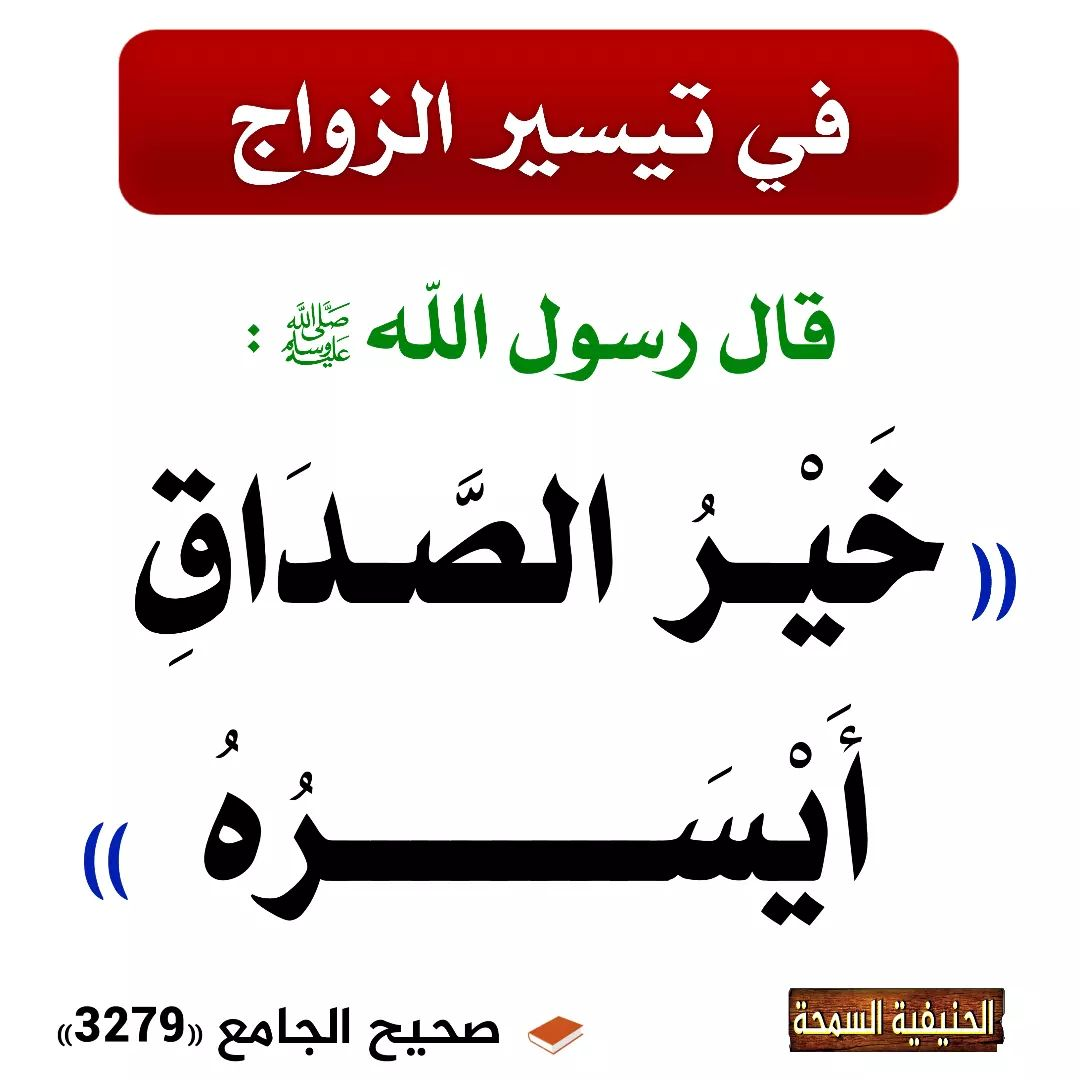 في تيسير الزواج
قال رسول الله ﷺ :
((خَيْرُ الصَّدَاقِ
أَيْسَرُهُ))
صحيح الجامع ((3279))
الحنيفية السمحة